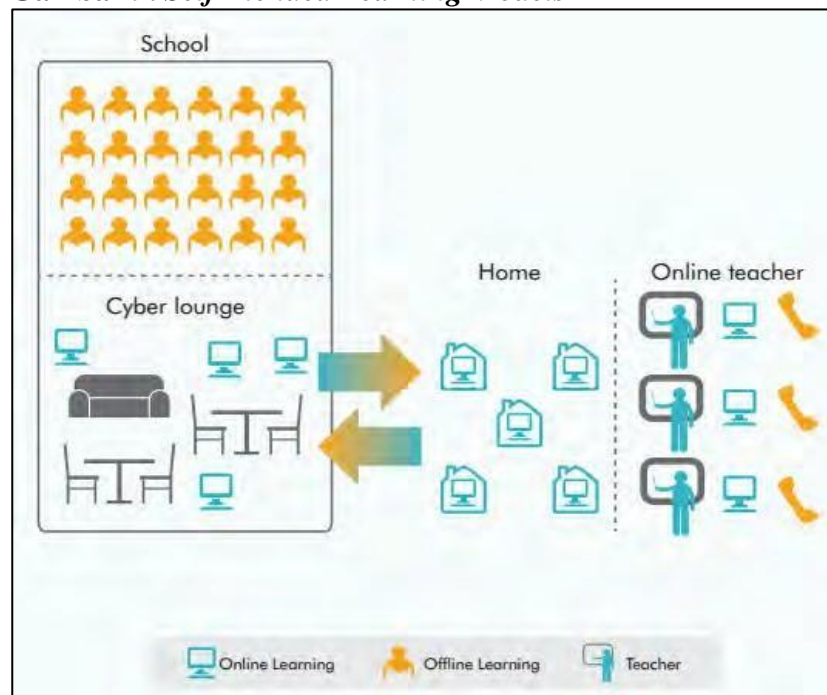 School
Cyber lounge
Home
Online teacher
Online Learning
Offline Learning
Teacher